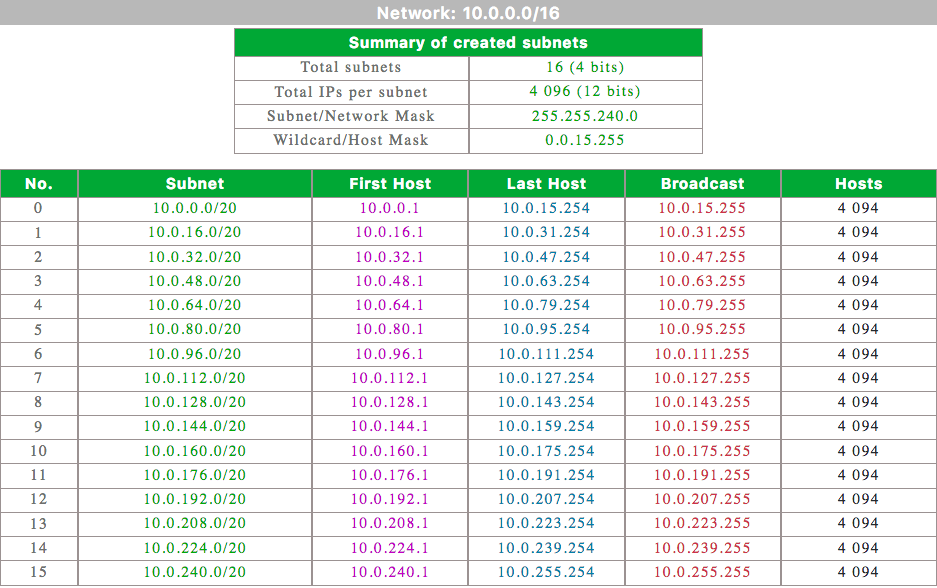 Network: 10.0.0.0/16
Summary of created subnets
Total subnets 16 (4 bits)
Total IPs per subnet 4 096 (12 bits)
Subnet/Network Mask 255.255.240.0
Wildcard/Host Mask 0.0.15.255
No. Subnet First Host Last Host Broadcast Hosts
0 10.0.0.0/20 10.0.0.1 10.0.15.254 10.0.15.255 4 094
1 10.0.16.0/20 10.0.16.1 10.0.31.254 10.0.31.255 4 094
2 10.0.32.0/20 10.0.32.1 10.0.47.254 10.0.47.255 4 094
3 10.0.48.0/20 10.0.48.1 10.0.63.254 10.0.63.255 4 094
4 10.0.64.0/20 10.0.64.1 10.0.79.254 10.0.79.255 4 094
5 10.0.80.0/20 10.0.80.1 10.0.95.254 10.0.95.255 4 094
6 10.0.96.0/20 10.0.96.1 10.0.111.254 10.0.111.255 4 094
7 10.0.112.0/20 10.0.112.1 10.0.127.254 10.0.127.255 4 094
8 10.0.128.0/20 10.0.128.1 10.0.143.254 10.0.143.255 4 094
9 10.0.144.0/20 10.0.144.1 10.0.159.254 10.0.159.255 4 094
10 10.0.160.0/20 10.0.160.1 10.0.175.254 10.0.175.255 4 094
11 10.0.176.0/20 10.0.176.1 10.0.191.254 10.0.191.255 4 094
12 10.0.192.0/20 10.0.192.1 10.0.207.254 10.0.207.255 4 094
13 10.0.208.0/20 10.0.208.1 10.0.223.254 10.0.223.255 4 094
14 10.0.224.0/20 10.0.224.1 10.0.239.254 10.0.239.255 4 094
15 10.0.240.0/20 10.0.240.1 10.0.255.254 10.0.255.255 4 094